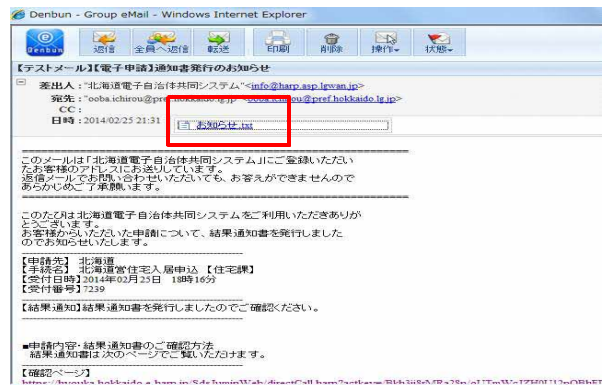 Denbun - Group eMail - Windows Internet Explorer
Denbun 返信 全員へ返信 転送 印刷 削除 操作 状態
【テストメール】【電子申請】通知書発行のお知らせ
差出人："北海道電子自治体共同システム"<info@harp.asp.lgwan.jp>
宛先："ooba.ichirou@pref.hokkaido.lg.jp" <ooba.ichirou@pref.hokkaido.lg.jp>
CC：
日時：2014/02/25 21:31
お知らせ.txt
このメールは「北海道電子自治体共同システム」にご登録いただい
たお客様のアドレスにお送りしています。
返信メールでお問い合わせいただいても、お答えができませんので
あらかじめご了承願います。
このたびは北海道電子自治体共同システムをご利用いただきありが
とうございます。
お客様からいただいた申請について、結果通知書を発行しました
のでお知らせいたします。
【申請先】 北海道
【手続名】 北海道営住宅入居申込 【住宅課】
【受付日時】2014年02月25日 18時16分
【受付番号】7239
【結果通知】結果通知書を発行しましたのでご確認ください。
■申請内容・結果通知書のご確認方法
結果通知書は次のページでご覧いただけます。
【確認ページ】